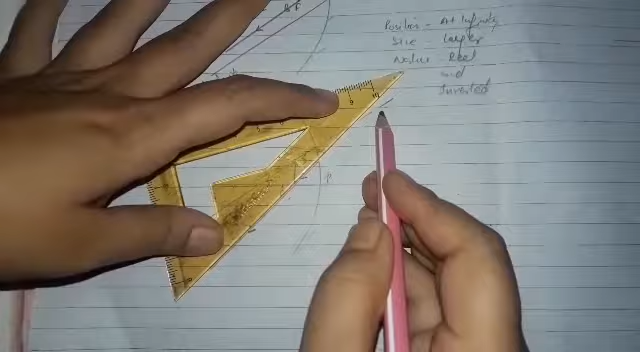 Position - At Infinity
Size Larger
Nature Real
and
Inverted
P